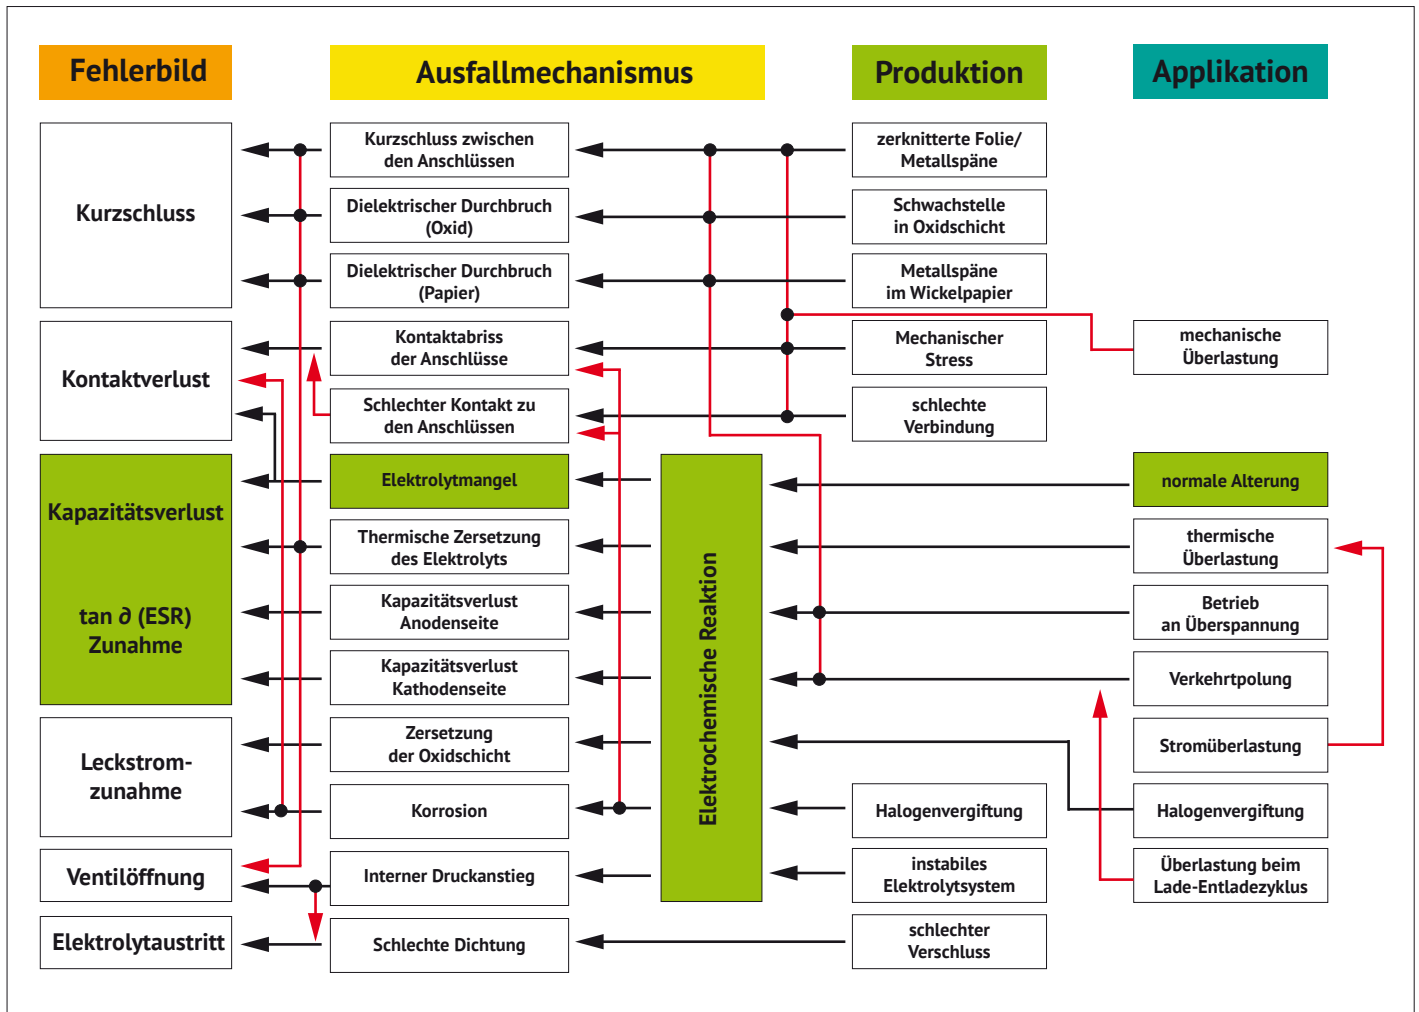 Fehlerbild
Ausfallmechanismus
Produktion
Applikation
Kurzschluss
Kontaktverlust
Kapazitätsverlust
tan ∂ (ESR)
Zunahme
Leckstrom-
zunahme
Ventilöffnung
Elektrolytaustritt
Kurzschluss zwischen
den Anschlüssen
Dielektrischer Durchbruch
(Oxid)
Dielektrischer Durchbruch
(Papier)
Kontaktabriss
der Anschlüsse
Schlechter Kontakt zu
den Anschlüssen
Elektrolytmangel
Thermische Zersetzung
des Elektrolyts
Kapazitätsverlust
Anodenseite
Kapazitätsverlust
Kathodenseite
Zersetzung
der Oxidschicht
Korrosion
Interner Druckanstieg
Schlechte Dichtung
Elektrochemische Reaktion
zerknitterte Folie/
Metallspäne
Schwachstelle
in Oxidschicht
Metallspäne
im Wickelpapier
Mechanischer
Stress
schlechte
Verbindung
Halogenvergiftung
instabiles
Elektrolytsystem
schlechter
Verschluss
mechanische
Überlastung
normale Alterung
thermische
Überlastung
Betrieb
an Überspannung
Verkehrtpolung
Stromüberlastung
Halogenvergiftung
Überlastung beim
Lade-Entladezyklus